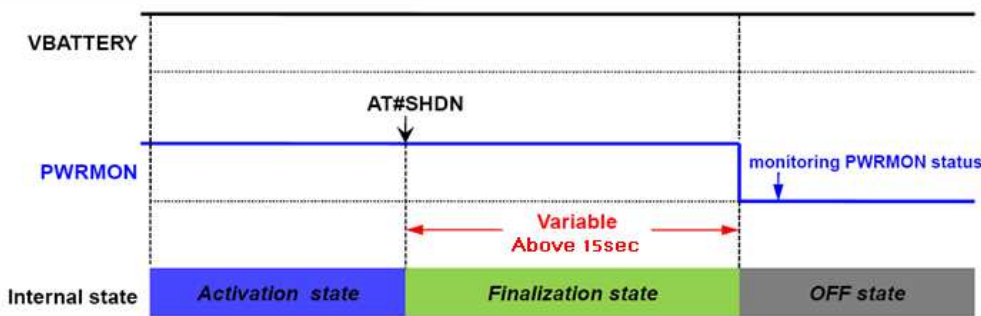 VBATTERY
AT#SHDN
PWRMON
monitoring PWRMON status
Variable
Above 15sec
Internal state
Activation state
Finalization state
OFF state